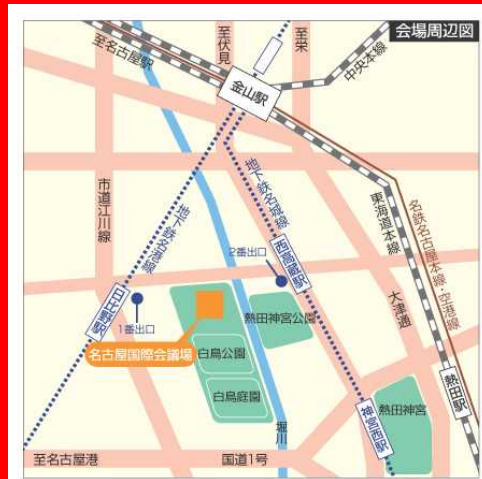 会場周辺図
至名古屋駅
至伏見
至栄
中央本線
金山駅
市道江川線
地下鉄名港線
地下鉄名城線
東海道本線
名鉄名古屋本線・空港線
2番出口
西高蔵駅
大津通
日比野駅
1番出口
熱田神宮公園
名古屋国際会議場
白鳥公園
熱田駅
白鳥庭園
神宮西駅
熱田神宮
堀川
至名古屋港
国道1号